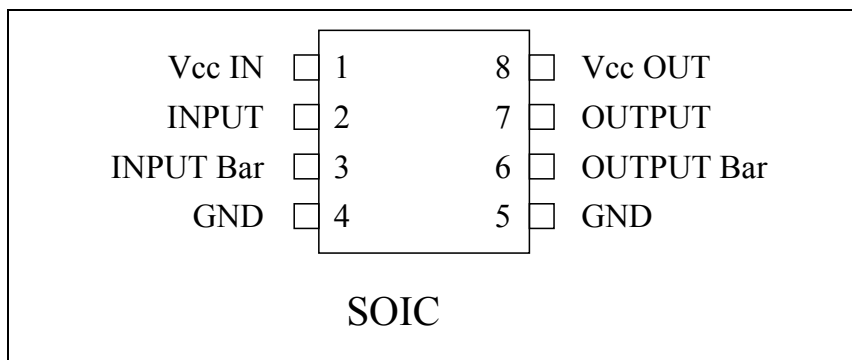 Vcc IN 1 8 Vcc OUT
INPUT 2 7 OUTPUT
INPUT Bar 3 6 OUTPUT Bar
GND 4 5 GND
SOIC